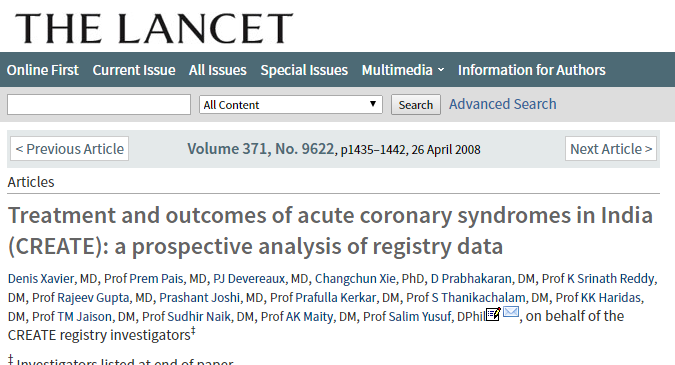 THE LANCET
Online First Current Issue All Issues Special Issues Multimedia Information for Authors
All Content Search Advanced Search
< Previous Article Volume 371, No. 9622, p1435–1442, 26 April 2008 Next Article >
Articles
Treatment and outcomes of acute coronary syndromes in India
(CREATE): a prospective analysis of registry data
Denis Xavier, MD, Prof Prem Pais, MD, PJ Devereaux, MD, Changchun Xie, PhD, D Prabhakaran, DM, Prof K Srinath Reddy,
DM, Prof Rajeev Gupta, MD, Prashant Joshi, MD, Prof Prafulla Kerkar, DM, Prof S Thanikachalam, DM, Prof KK Haridas,
DM, Prof TM Jaison, DM, Prof Sudhir Naik, DM, Prof AK Maity, DM, Prof Salim Yusuf, DPhil, on behalf of the
CREATE registry investigators‡
‡ Investigators listed at end of paper